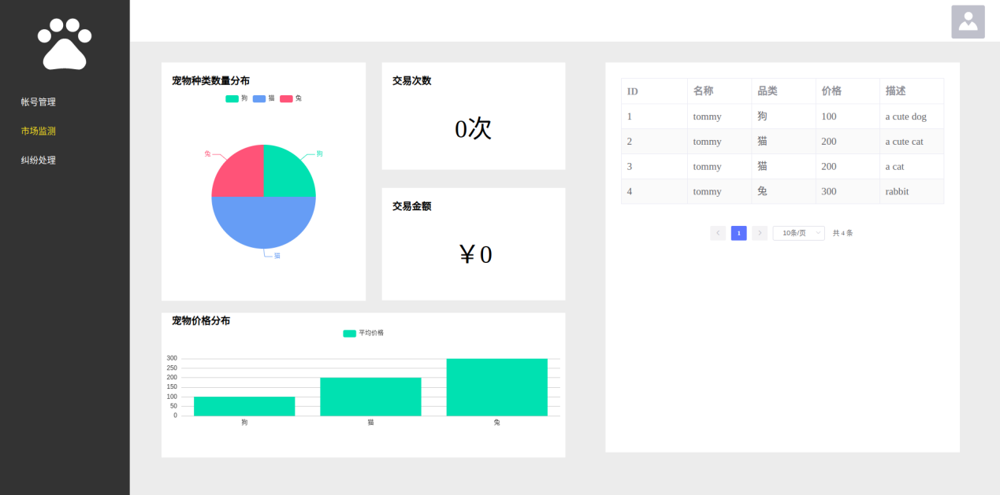 帐号管理
市场监测
纠纷处理
宠物种类数量分布
狗 猫 兔
兔
狗
猫
交易次数
0次
交易金额
￥0
宠物价格分布
平均价格
300
250
200
150
100
50
0
狗 猫 兔
ID 名称 品类 价格 描述
1 tommy 狗 100 a cute dog
2 tommy 猫 200 a cute cat
3 tommy 猫 200 a cat
4 tommy 兔 300 rabbit
1 10条/页 共 4 条